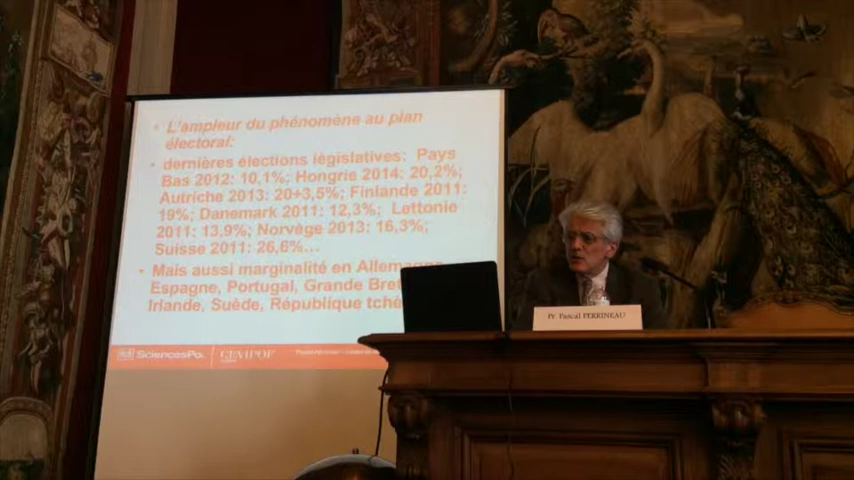 • L'ampleur du phénomène au plan
électoral:
• dernières élections législatives: Pays
Bas 2012: 10,1%; Hongrie 2014: 20,2%;
Autriche 2013: 20+3,5%; Finlande 2011:
19%; Danemark 2011: 12,3%; Lettonie
2011: 13,9%; Norvège 2013: 16,3%;
Suisse 2011: 26,6%...
• Mais aussi marginalité en
Espagne, Portugal, Grande
Irlande, Suède, République
SciencesPo. CEVIPOF
Pr. Pascal PERRINEAU